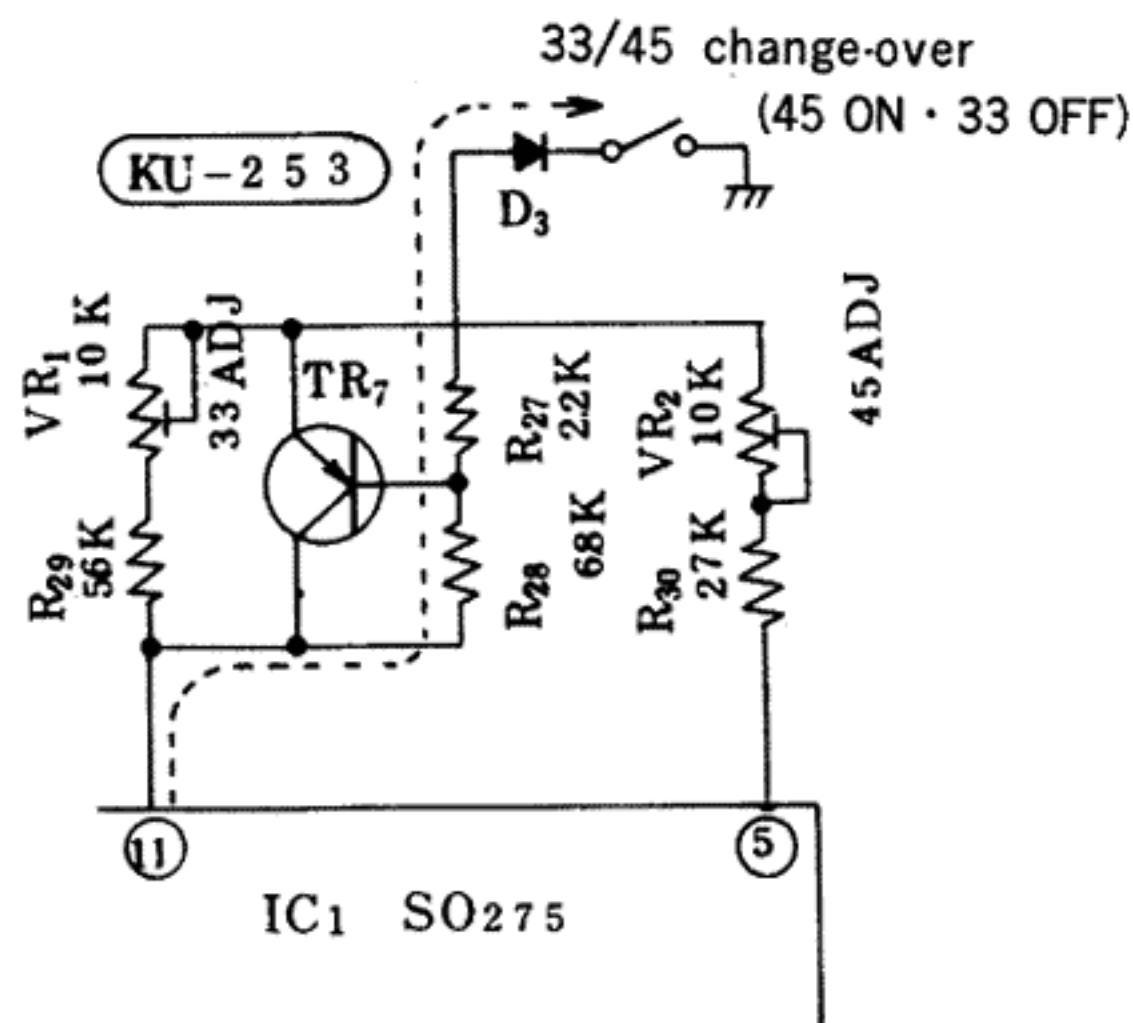 33/45 change-over
(45 ON · 33 OFF)
KU-253
D3
VR1
10K
33 ADJ
TR7
R27
22K
VR2
10K
45ADJ
R29
56K
R28
68K
R30
27K
11
5
IC1 SO275